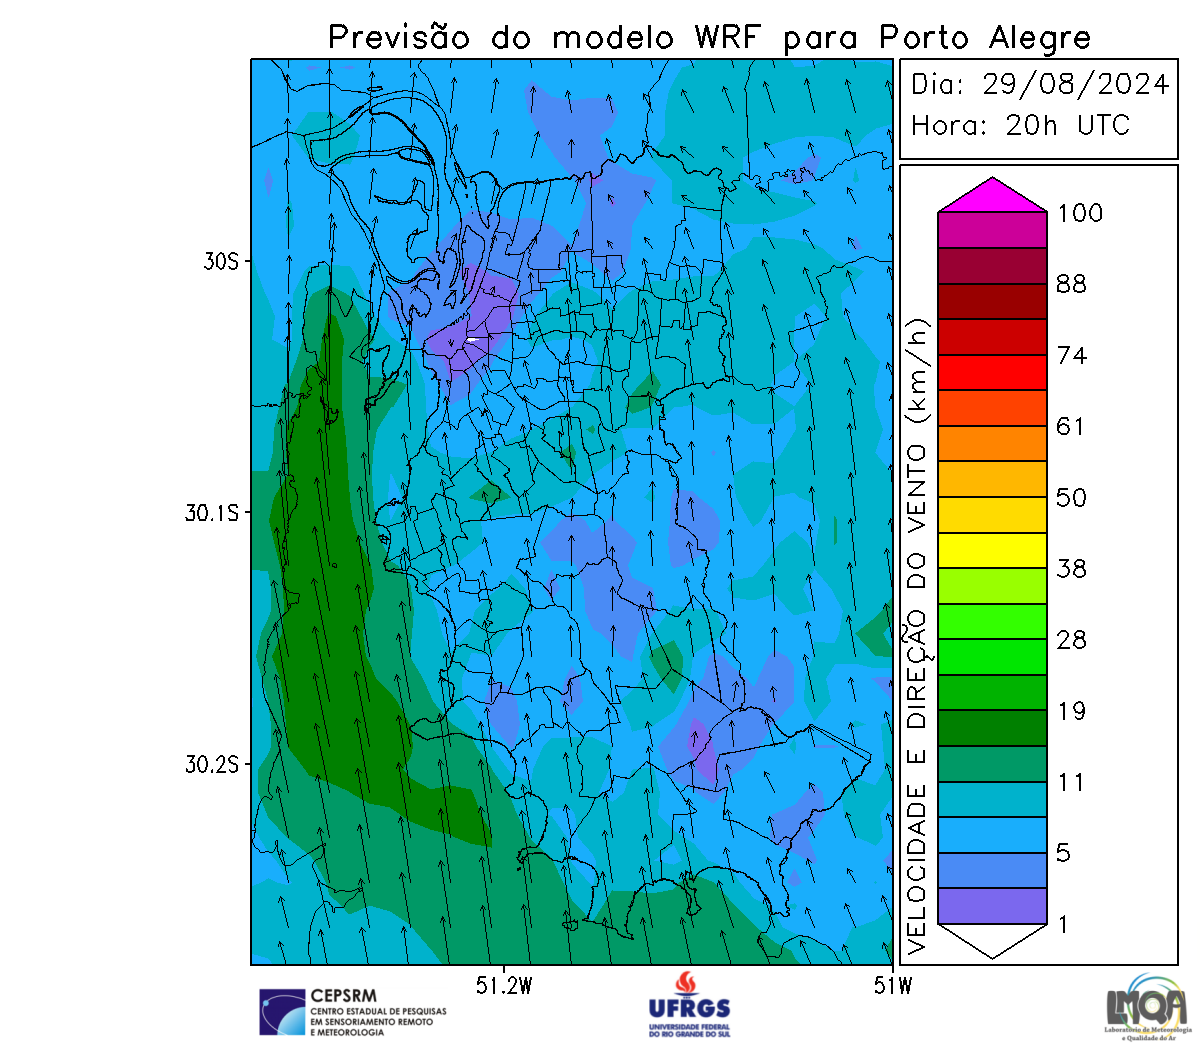 Previsão do modelo WRF para Porto Alegre
Dia: 29/08/2024
Hora: 20h UTC
100
88
74
61
50
38
28
19
11
5
1
VELOCIDADE E DIREÇÃO DO VENTO (km/h)
30S
30.1S
30.2S
51.2W
51W
CEPSRM
CENTRO ESTADUAL DE PESQUISAS
EM SENSORIAMENTO REMOTO
E METEOROLOGIA
UFRGS
UNIVERSIDADE FEDERAL
DO RIO GRANDE DO SUL
LMQA
Laboratório de Meteorologia
e Qualidade do Ar